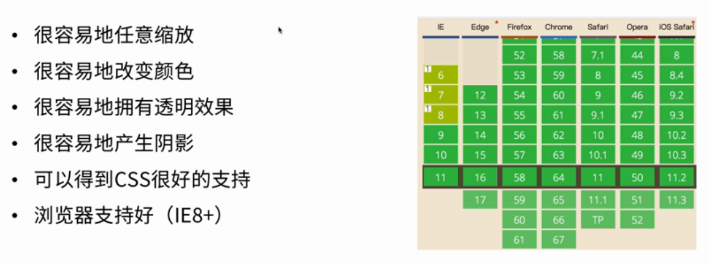 • 很容易地任意缩放
• 很容易地改变颜色
• 很容易地拥有透明效果
• 很容易地产生阴影
• 可以得到CSS很好的支持
• 浏览器支持好（IE8+）
IE Edge Firefox Chrome Safari Opera iOS Safari
52 58 7.1 44 8
6 53 59 8 45 8.4
7 12 54 60 9 46 9.2
8 13 55 61 9.1 47 9.3
9 14 56 62 10 48 10.2
10 15 57 63 10.1 49 10.3
11 16 58 64 11 50 11.2
17 59 65 11.1 51 11.3
60 66 TP 52
61 67